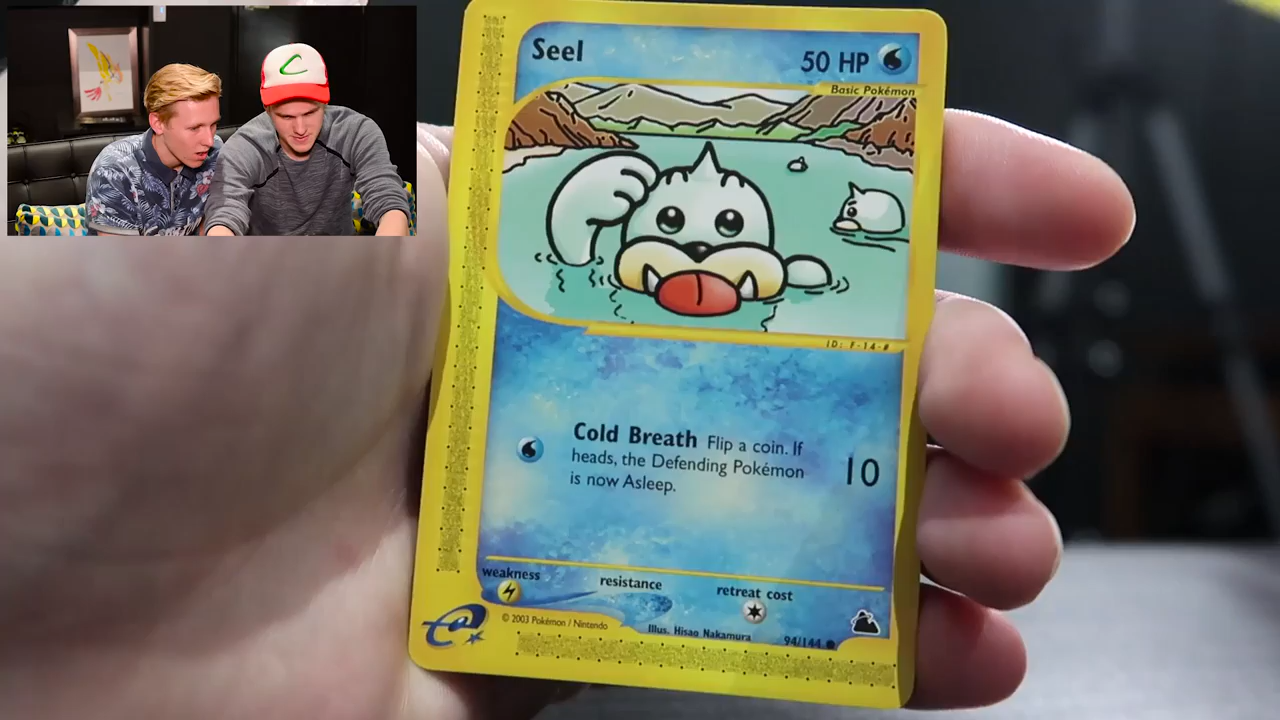 Seel
50 HP
Basic Pokémon
ID: F-14-#
Cold Breath Flip a coin. If
heads, the Defending Pokémon
is now Asleep.
10
weakness
resistance
retreat cost
e
© 2003 Pokémon / Nintendo
Illus. Hisao Nakamura
94/144